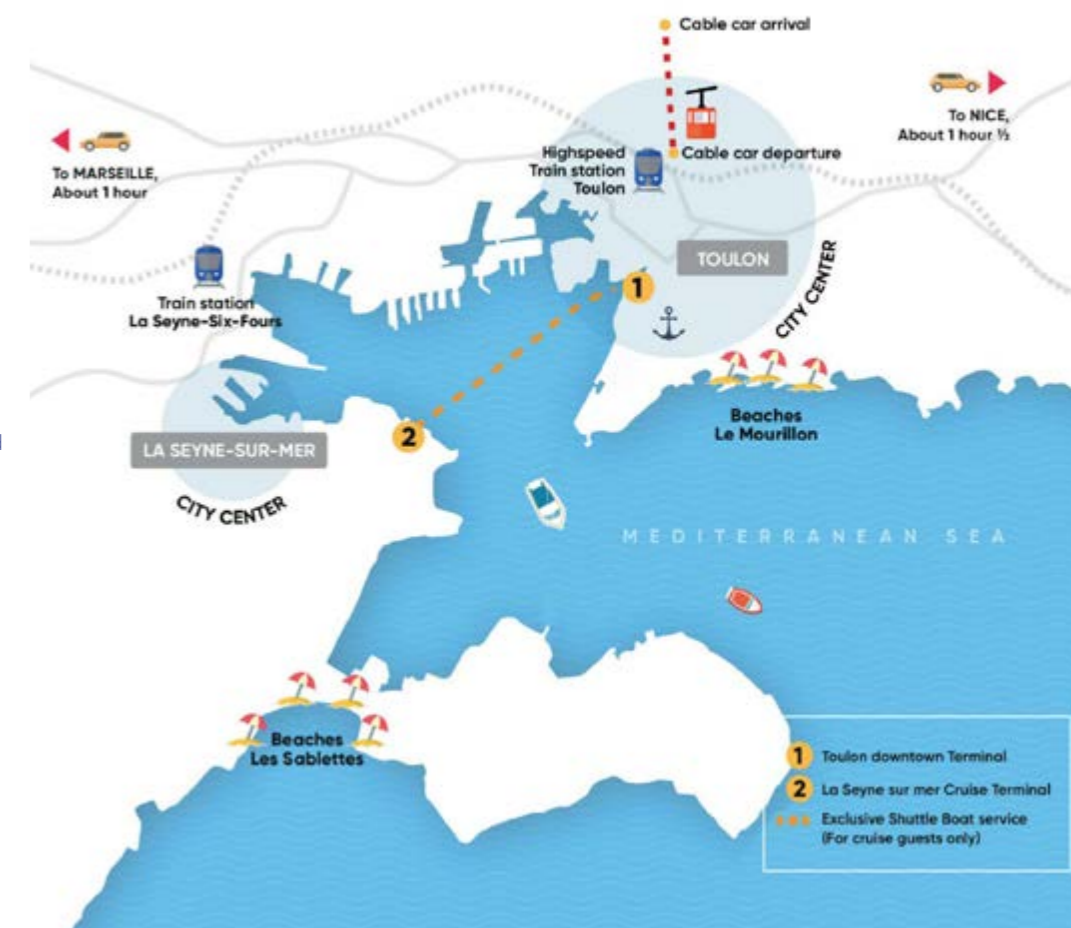 Cable car arrival
To NICE,
About 1 hour ½
To MARSEILLE,
About 1 hour
Highspeed
Train station
Toulon
Cable car departure
TOULON
CITY CENTER
1
Train station
La Seyne-Six-Fours
2
LA SEYNE-SUR-MER
CITY CENTER
Beaches
Le Mourillon
MEDITERRANEAN SEA
Beaches
Les Sablettes
1 Toulon downtown Terminal
2 La Seyne sur mer Cruise Terminal
Exclusive Shuttle Boat service
(For cruise guests only)